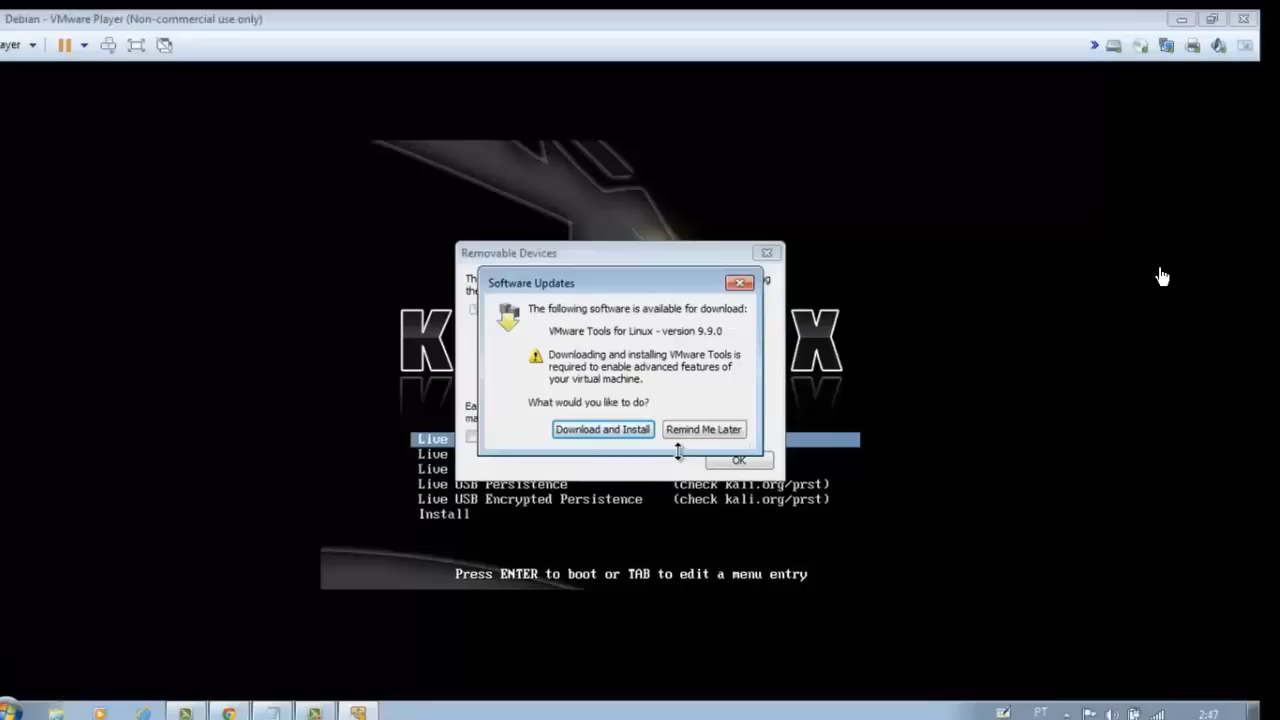 Debian - VMware Player (Non-commercial use only)
ayer
Removable Devices
Software Updates
The following software is available for download:
VMware Tools for Linux - version 9.9.0
Downloading and installing VMware Tools is
required to enable advanced features of
your virtual machine.
What would you like to do?
Download and Install
Remind Me Later
OK
K
X
Live
Live
Live
Live USB Persistence (check kali.org/prst)
Live USB Encrypted Persistence (check kali.org/prst)
Install
Press ENTER to boot or TAB to edit a menu entry
PT
2:47